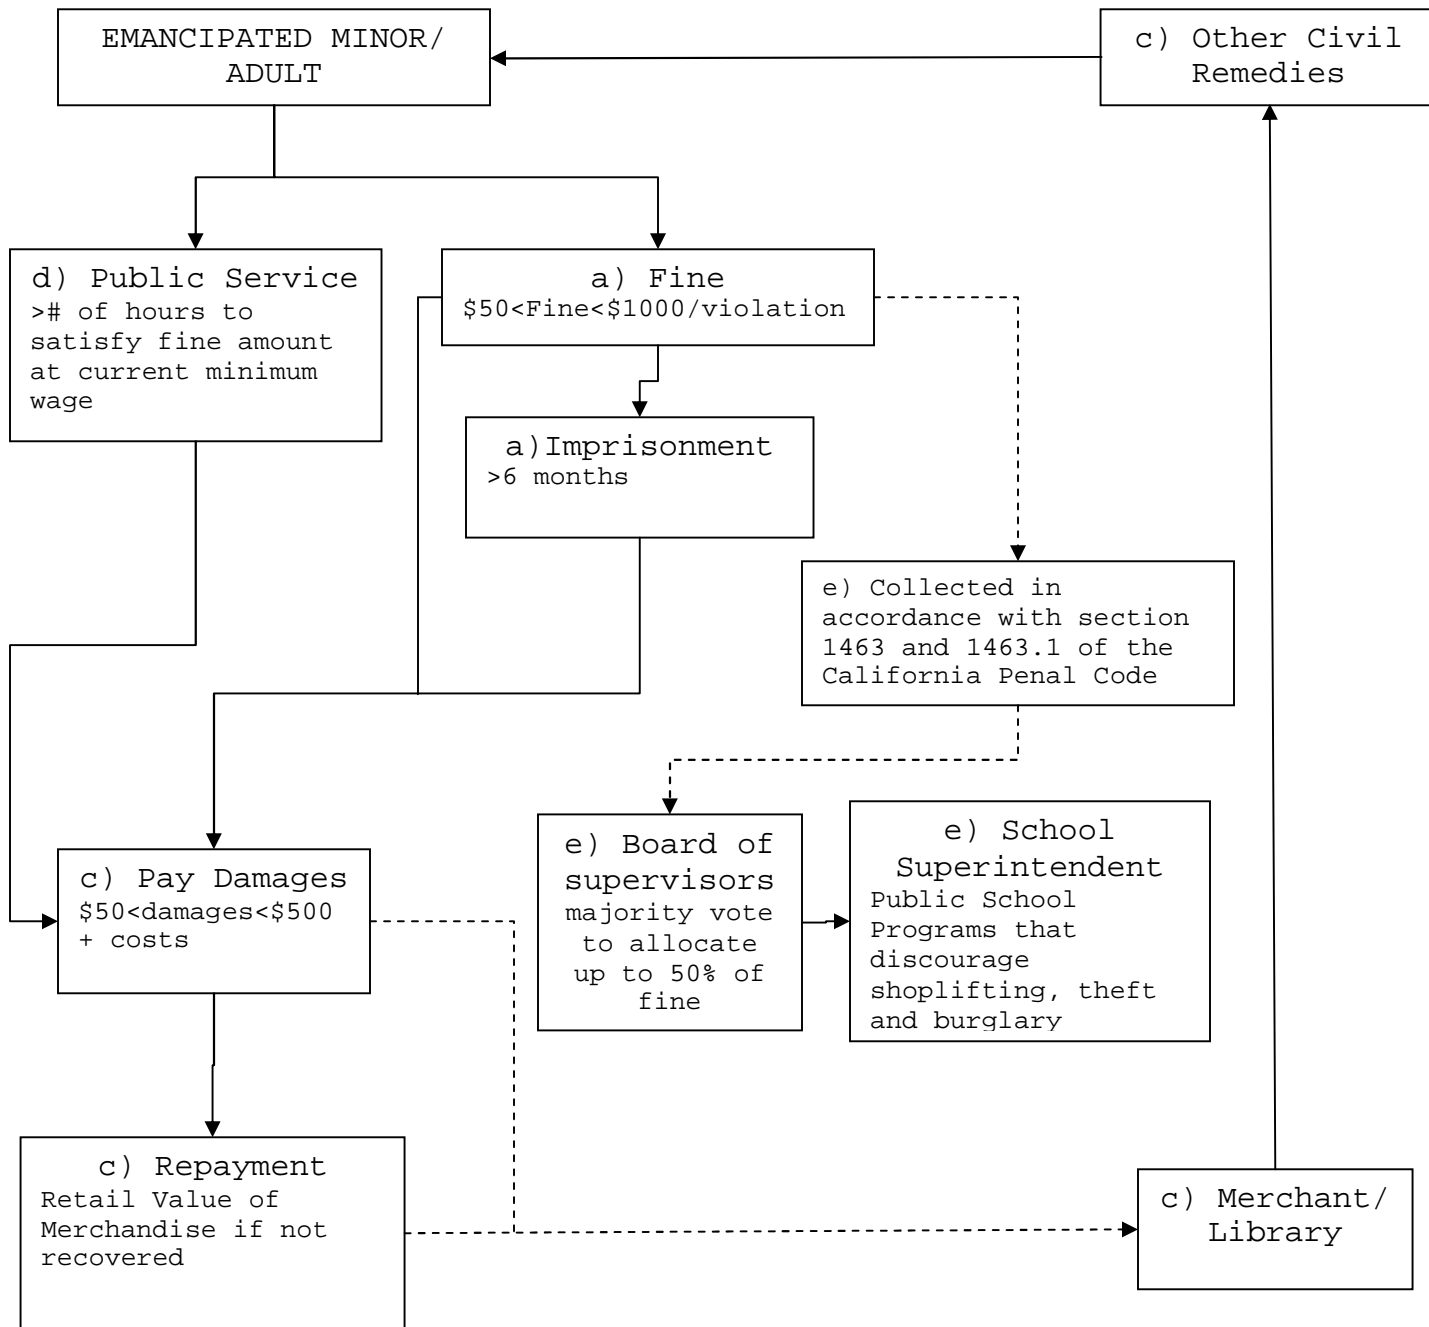 EMANCIPATED MINOR/
ADULT
c) Other Civil
Remedies
d) Public Service
># of hours to
satisfy fine amount
at current minimum
wage
a) Fine
$50<Fine<$1000/violation
a)Imprisonment
>6 months
e) Collected in
accordance with section
1463 and 1463.1 of the
California Penal Code
c) Pay Damages
$50<damages<$500
+ costs
e) Board of
supervisors
majority vote
to allocate
up to 50% of
fine
e) School
Superintendent
Public School
Programs that
discourage
shoplifting, theft
and burglary
c) Repayment
Retail Value of
Merchandise if not
recovered
c) Merchant/
Library